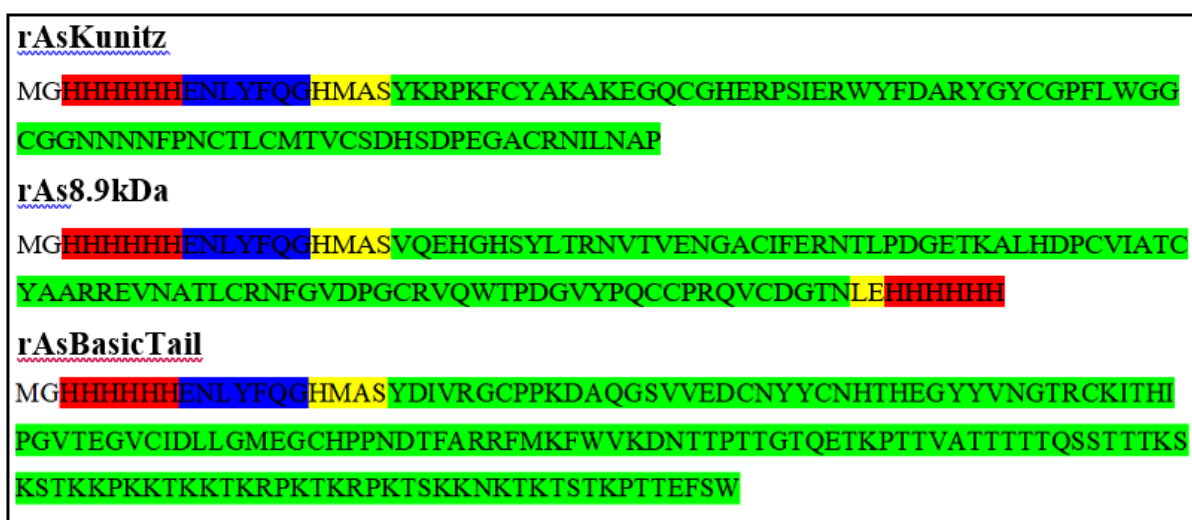 rAsKunitz
MGHHHHHHENLYFQGHMASYKRPKFCYAKAKEGQCGHERPSIERWYFDARYGYCGPFLWGG
CGGNNNNFPNCTLCMTVCSDHSDPEGACRNILNAP
rAs8.9kDa
MGHHHHHHENLYFQGHMASVQEHGHSYLTRNVTVENGACIFERNTLPDGETKALHDPCVIATC
YAARREVNATLCRNFGVDPGCRVQWTPDGVYPQCCPRQVCDGTNLEHHHHHH
rAsBasicTail
MGHHHHHHENLYFQGHMASYDIVRGCPPKDAQGSVVEDCNYYCNHTHEGYYVNGTRCKITHI
PGVTEGVCIDLLGMEGCHPPNDTFARRFMKFWVKDNTTPTTGTQETKPTTVATTTTTQSSTTTKS
KSTKKPKKTKKTKRPKTKRPKTSKKNKTKTSTKPTTEFSW